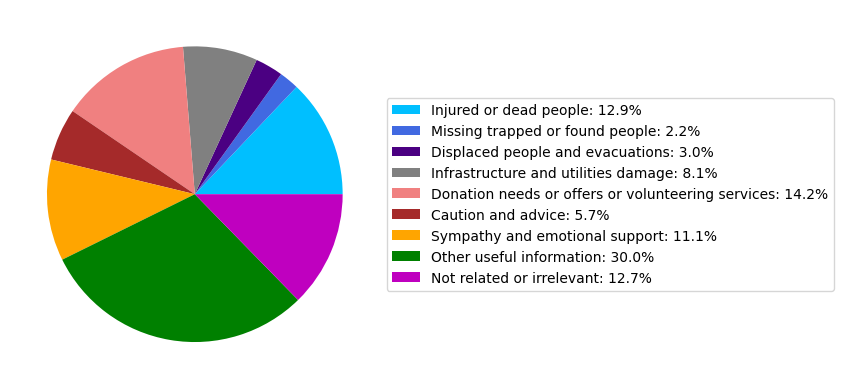 Injured or dead people: 12.9%
Missing trapped or found people: 2.2%
Displaced people and evacuations: 3.0%
Infrastructure and utilities damage: 8.1%
Donation needs or offers or volunteering services: 14.2%
Caution and advice: 5.7%
Sympathy and emotional support: 11.1%
Other useful information: 30.0%
Not related or irrelevant: 12.7%